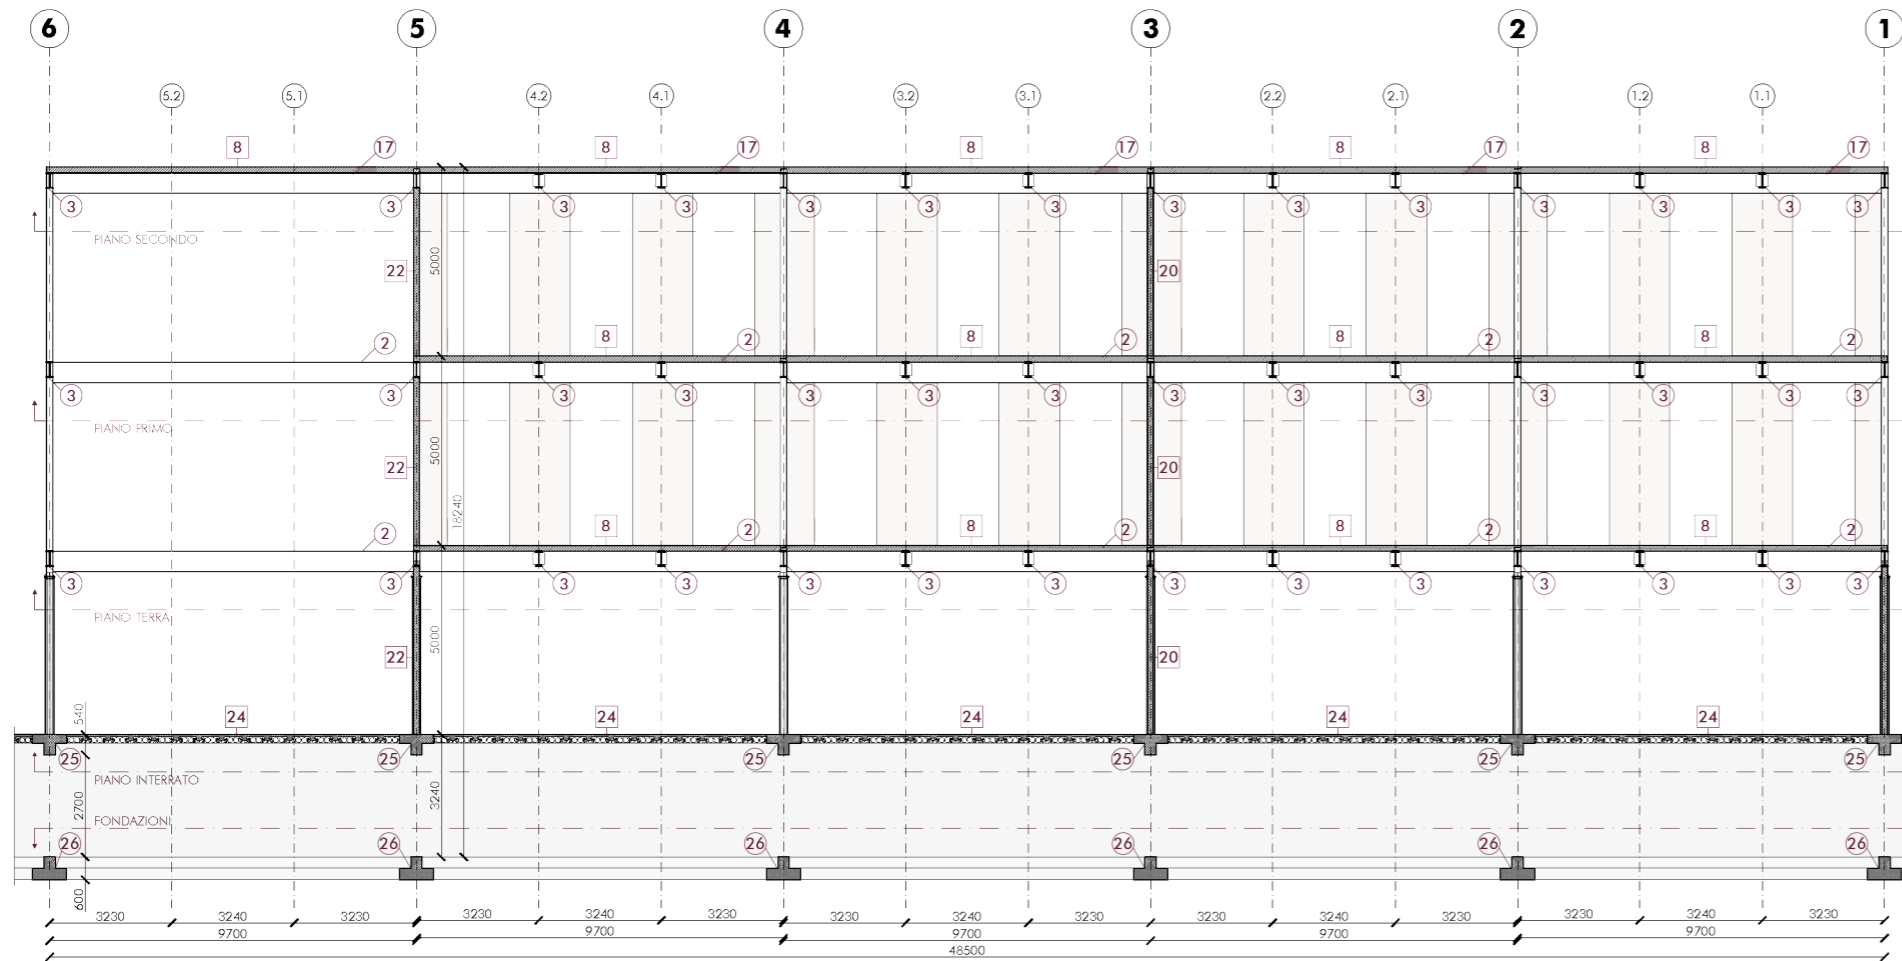 6 5 4 3 2 1
5.2 5.1 4.2 4.1 3.2 3.1 2.2 2.1 1.2 1.1
8 17 8 17 8 17 8 17 8 17
3 3 3 3 3 3 3 3 3 3 3 3 3
PIANO SECONDO
5000
22 20
8 8 8 8
2 2 2 2 2
3 3 3 3 3 3 3 3 3 3 3 3 3
PIANO PRIMO
5000
22 20
18240
8 8 8 8
2 2 2 2 2
3 3 3 3 3 3 3 3 3 3 3 3 3
PIANO TERRA
5000
22 20
540
24 24 24 24 24
25 25 25 25 25 25
PIANO INTERRATO
2700
3240
FONDAZIONI
26 26 26 26 26 26
600
3230 3240 3230 3230 3240 3230 3230 3240 3230 3230 3240 3230 3230 3240 3230
9700 9700 9700 9700 9700
48500